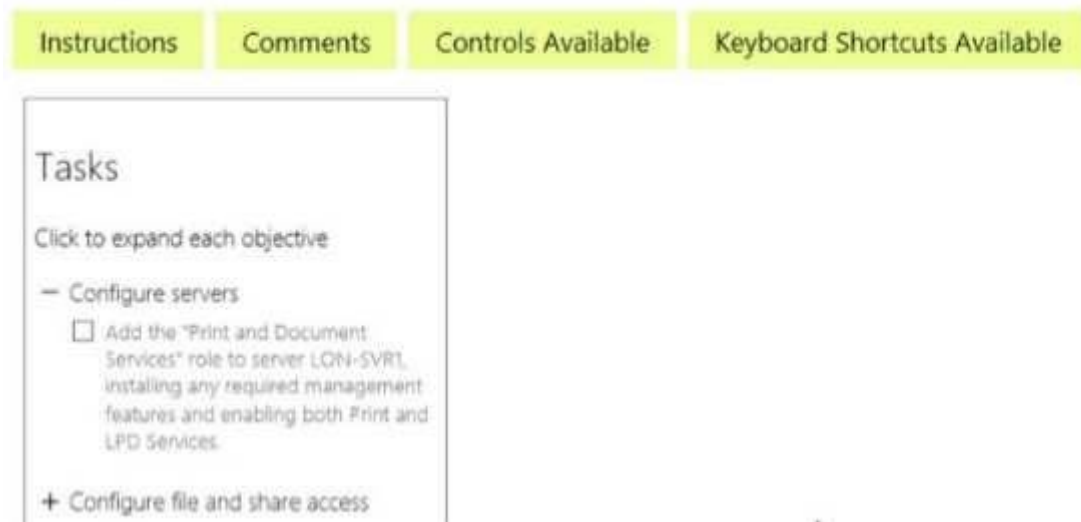 Instructions Comments Controls Available Keyboard Shortcuts Available
Tasks
Click to expand each objective
− Configure servers
Add the "Print and Document
Services" role to server LON-SVR1,
installing any required management
features and enabling both Print and
LPD Services.
+ Configure file and share access